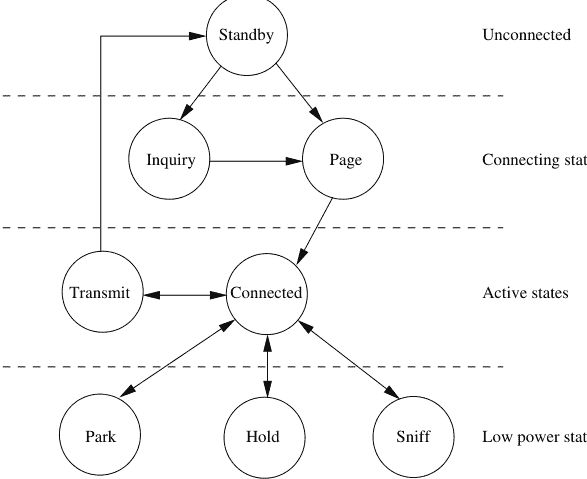 Standby Unconnected
Inquiry Page Connecting stat
Transmit Connected Active states
Park Hold Sniff Low power stat